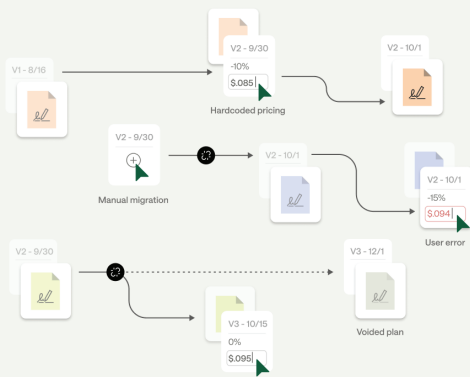 V2 - 9/30
-10%
$.085
Hardcoded pricing
V1 - 8/16
V2 - 10/1
V2 - 9/30
Manual migration
V2 - 10/1
V2 - 10/1
-15%
$.094
User error
V2 - 9/30
V3 - 10/15
0%
$.095
V3 - 12/1
Voided plan